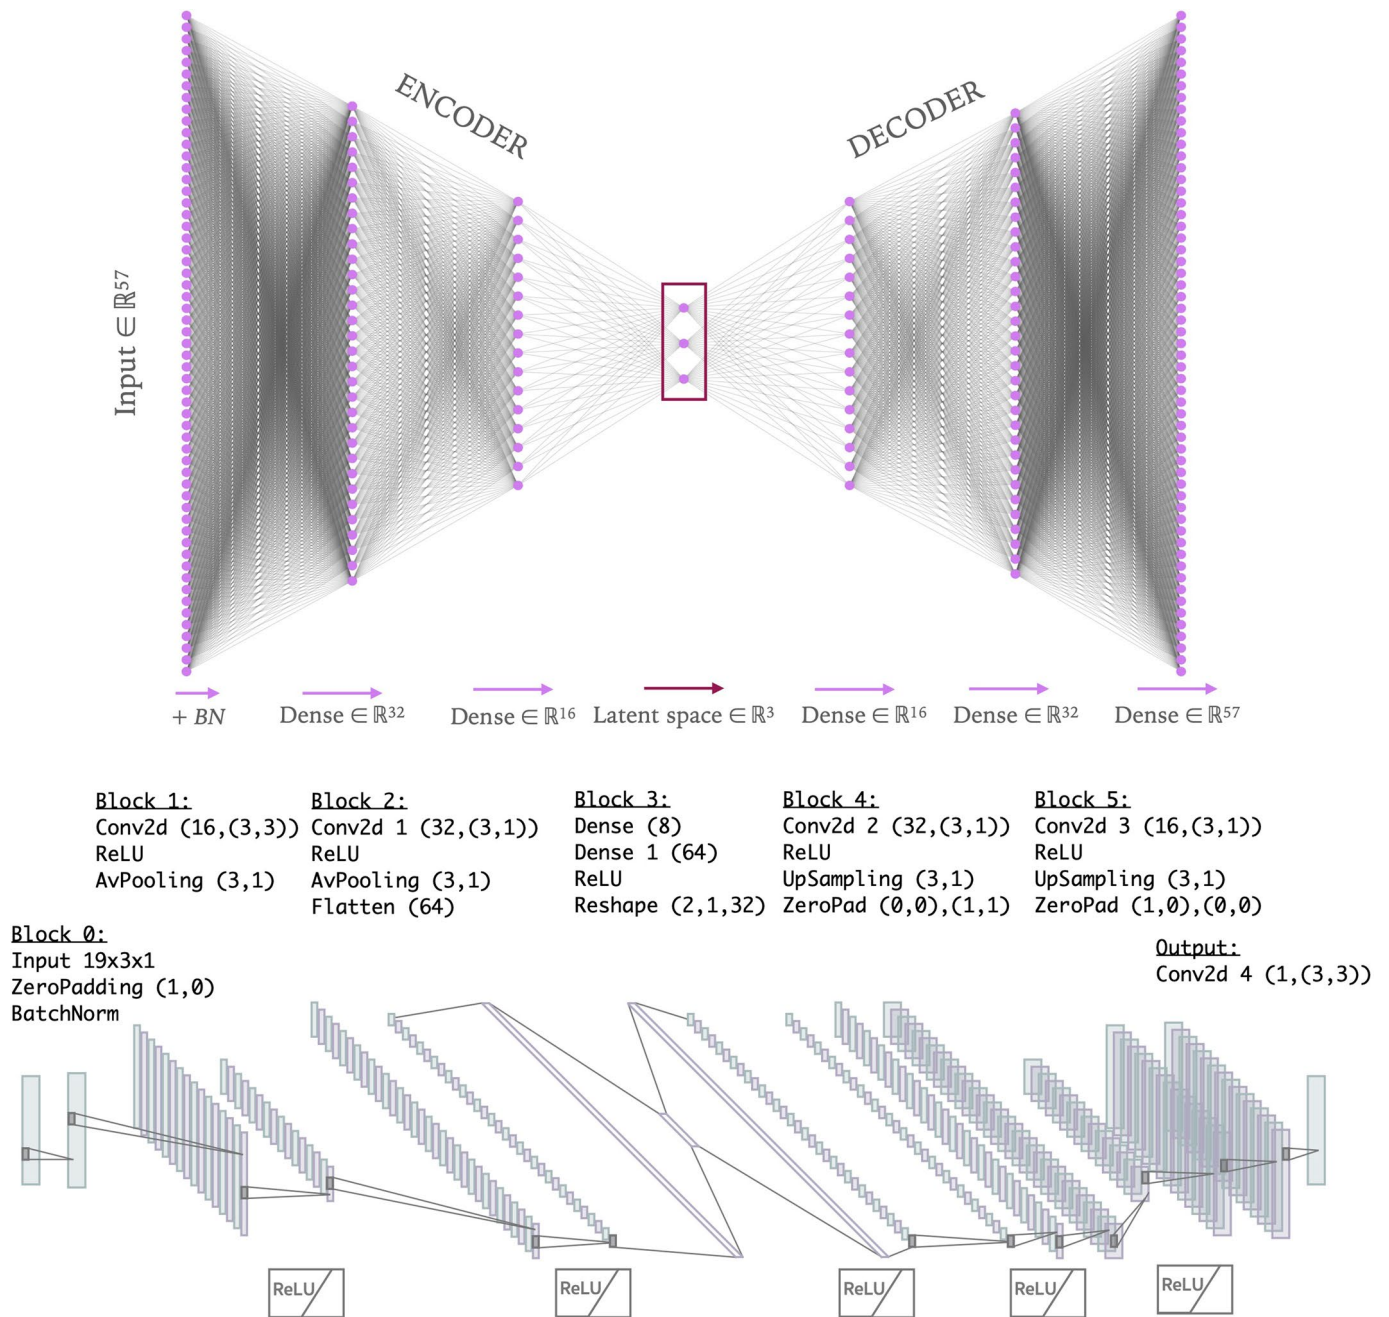 ENCODER
DECODER
Input ∈ ℝ⁵⁷
+ BN
Dense ∈ ℝ³²
Dense ∈ ℝ¹⁶
Latent space ∈ ℝ³
Dense ∈ ℝ¹⁶
Dense ∈ ℝ³²
Dense ∈ ℝ⁵⁷
Block 0:
Input 19x3x1
ZeroPadding (1,0)
BatchNorm
Block 1:
Conv2d (16,(3,3))
ReLU
AvPooling (3,1)
Block 2:
Conv2d 1 (32,(3,1))
ReLU
AvPooling (3,1)
Flatten (64)
Block 3:
Dense (8)
Dense 1 (64)
ReLU
Reshape (2,1,32)
Block 4:
Conv2d 2 (32,(3,1))
ReLU
UpSampling (3,1)
ZeroPad (0,0),(1,1)
Block 5:
Conv2d 3 (16,(3,1))
ReLU
UpSampling (3,1)
ZeroPad (1,0),(0,0)
Output:
Conv2d 4 (1,(3,3))
ReLU
ReLU
ReLU
ReLU
ReLU